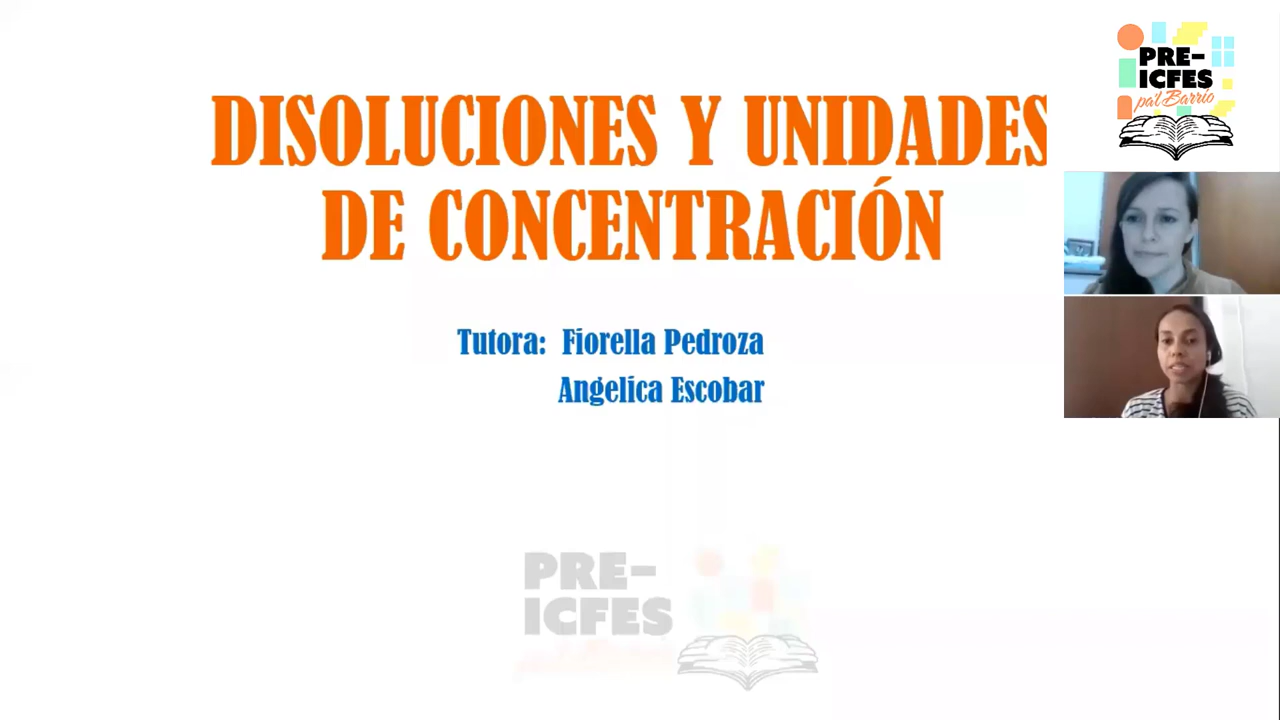 DISOLUCIONES Y UNIDADES
DE CONCENTRACIÓN
Tutora: Fiorella Pedroza
Angelica Escobar
PRE-
ICFES
pa'l Barrio
PRE-
ICFES